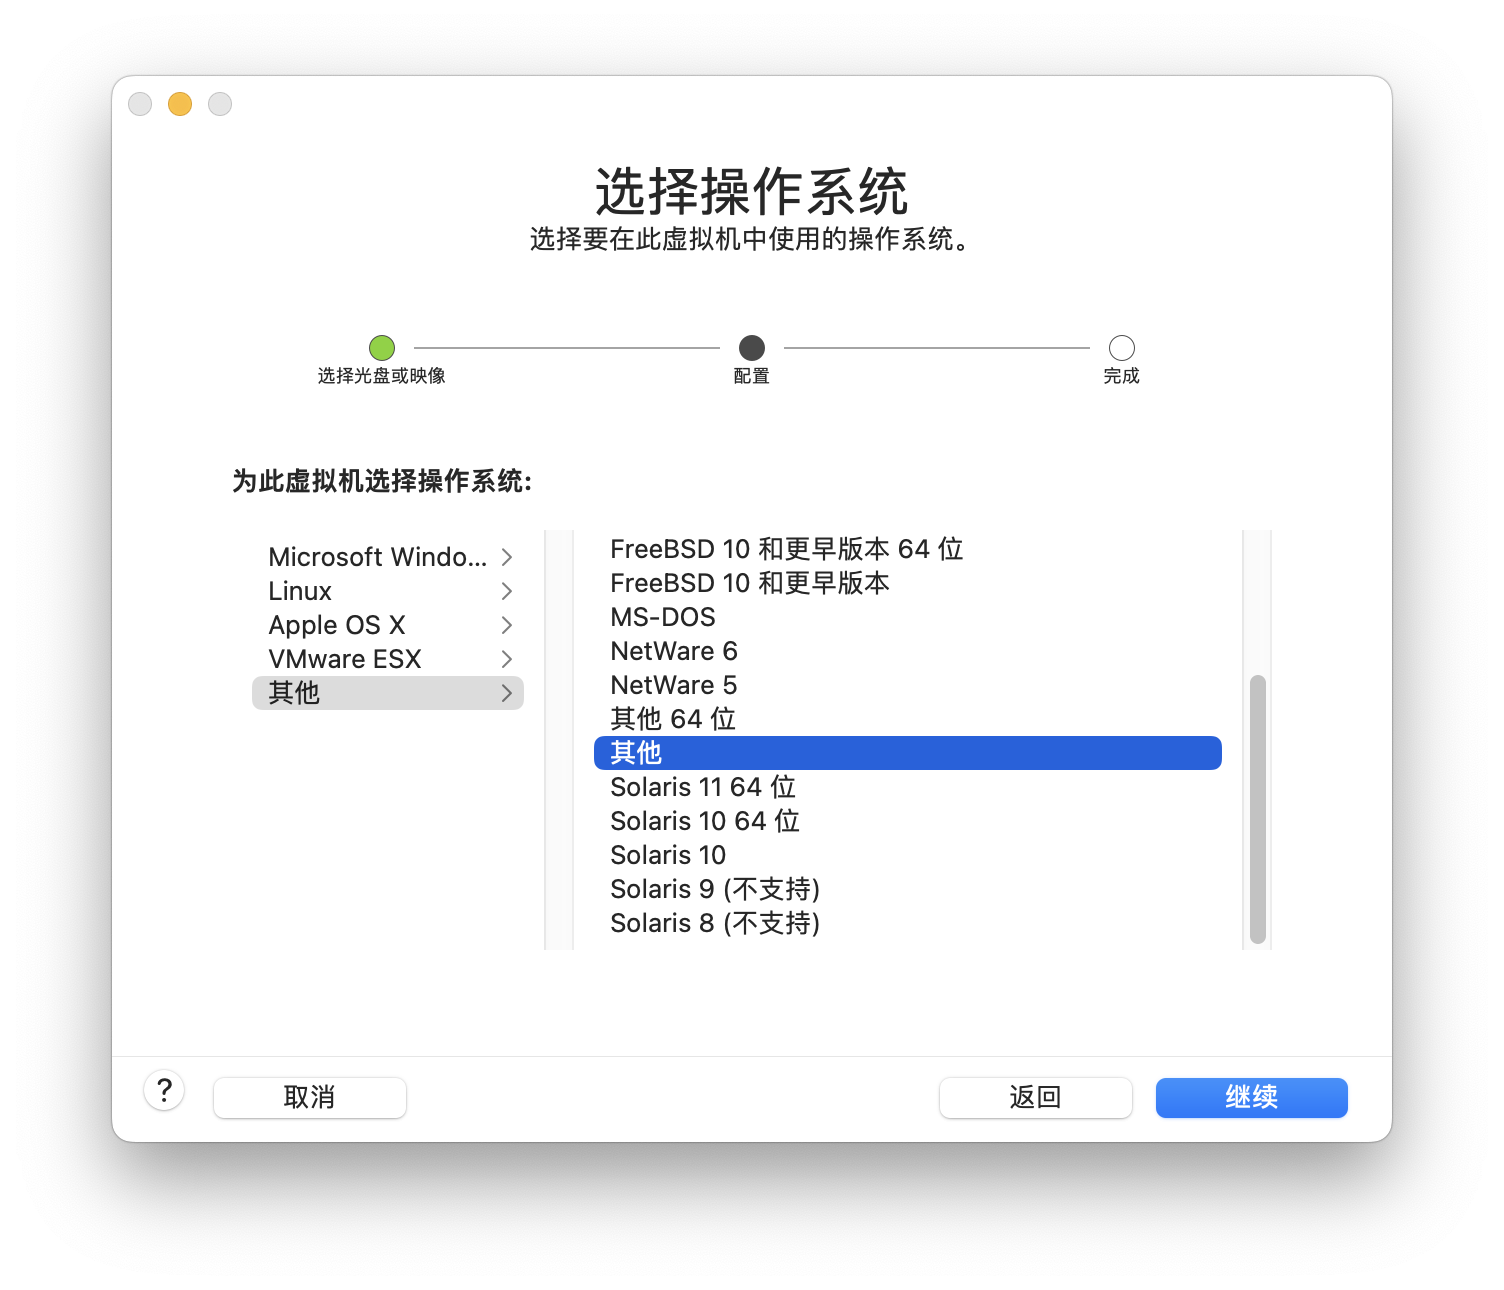 选择操作系统
选择要在此虚拟机中使用的操作系统。
选择光盘或映像
配置
完成
为此虚拟机选择操作系统:
Microsoft Windo...
Linux
Apple OS X
VMware ESX
其他
FreeBSD 10 和更早版本 64 位
FreeBSD 10 和更早版本
MS-DOS
NetWare 6
NetWare 5
其他 64 位
其他
Solaris 11 64 位
Solaris 10 64 位
Solaris 10
Solaris 9 (不支持)
Solaris 8 (不支持)
?
取消
返回
继续